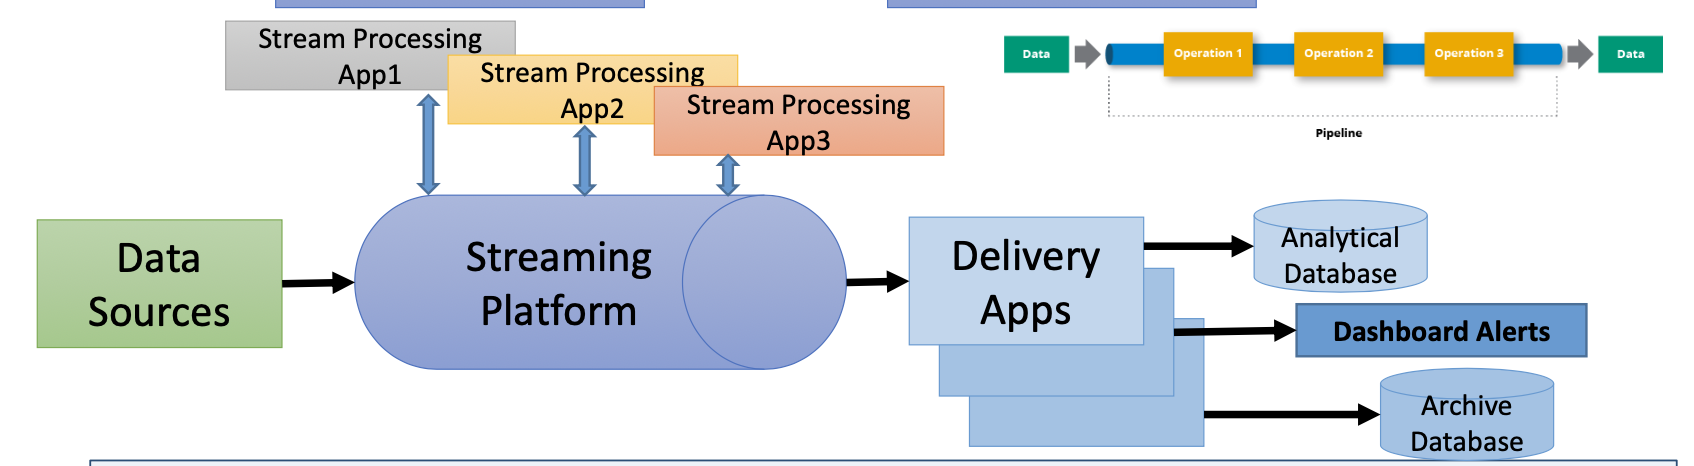 Stream Processing
App1
Stream Processing
App2
Stream Processing
App3
Data
Operation 1
Operation 2
Operation 3
Data
Pipeline
Data
Sources
Streaming
Platform
Delivery
Apps
Analytical
Database
Dashboard Alerts
Archive
Database